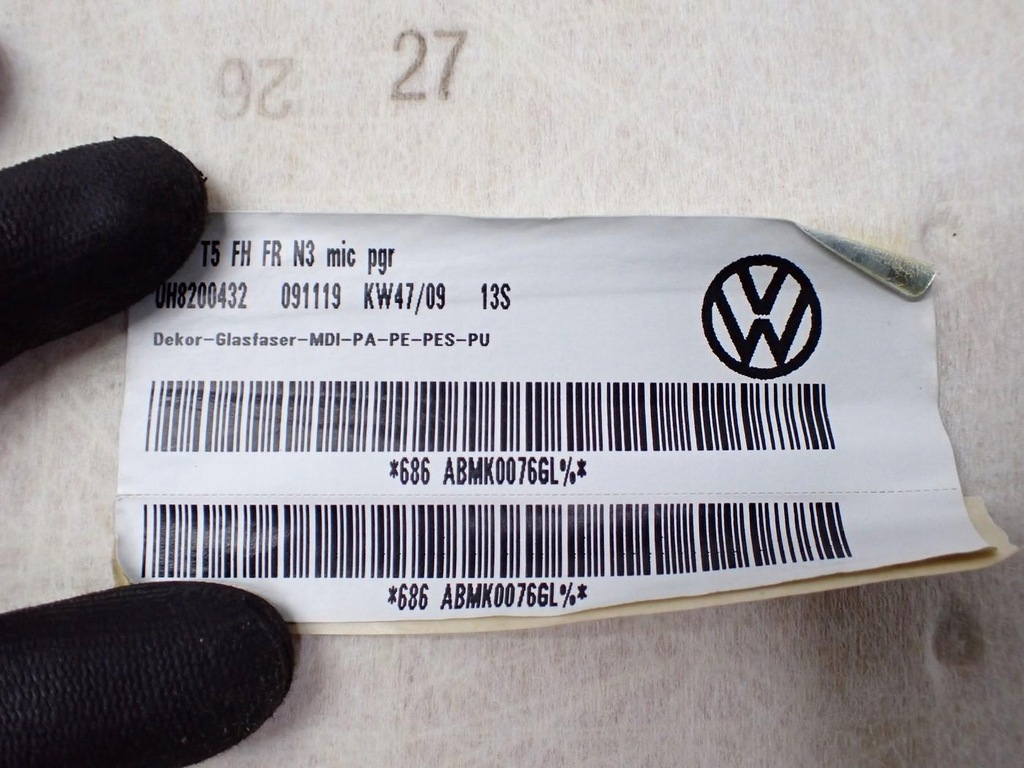 27
26
T5 FH FR N3 mic pgr
0H8200432 091119 KW47/09 13S
Dekor-Glasfaser-MDI-PA-PE-PES-PU
*686 ABMK0076GL%*
*686 ABMK0076GL%*